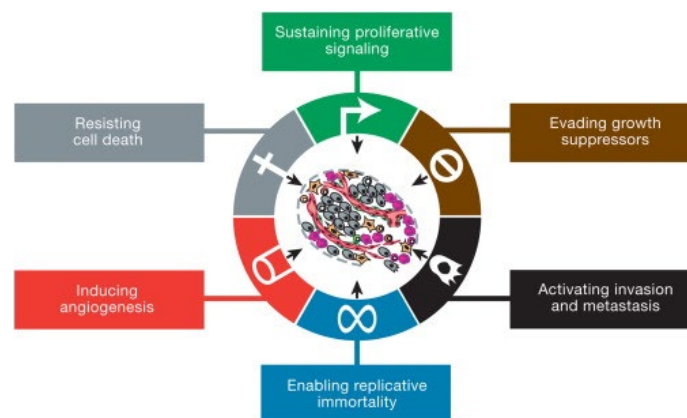 Sustaining proliferative
signaling
Resisting
cell death
Evading growth
suppressors
Inducing
angiogenesis
Activating invasion
and metastasis
Enabling replicative
immortality